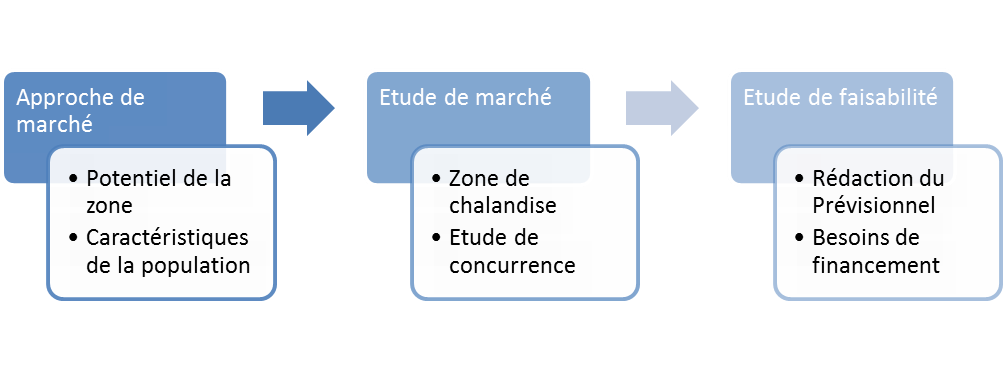 Approche de
marché
• Potentiel de la
zone
• Caractéristiques
de la population
Etude de marché
• Zone de
chalandise
• Etude de
concurrence
Etude de faisabilité
• Rédaction du
Prévisionnel
• Besoins de
financement